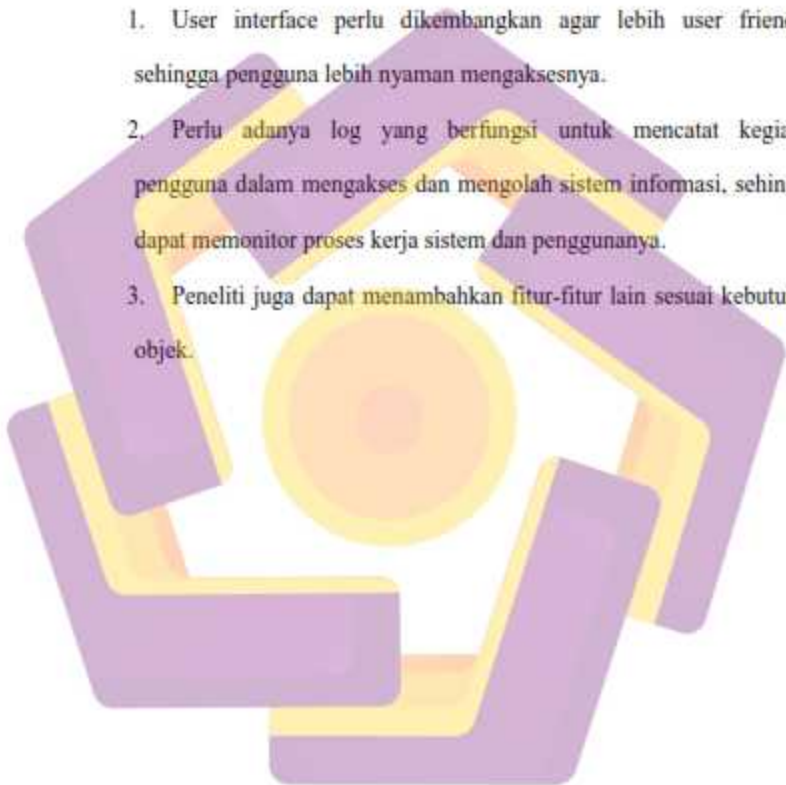 1. User interface perlu dikembangkan agar lebih user frien
sehingga pengguna lebih nyaman mengaksesnya.
2. Perlu adanya log yang berfungsi untuk mencatat kegia
pengguna dalam mengakses dan mengolah sistem informasi, sehin
dapat memonitor proses kerja sistem dan penggunanya.
3. Peneliti juga dapat menambahkan fitur-fitur lain sesuai kebutu
objek.